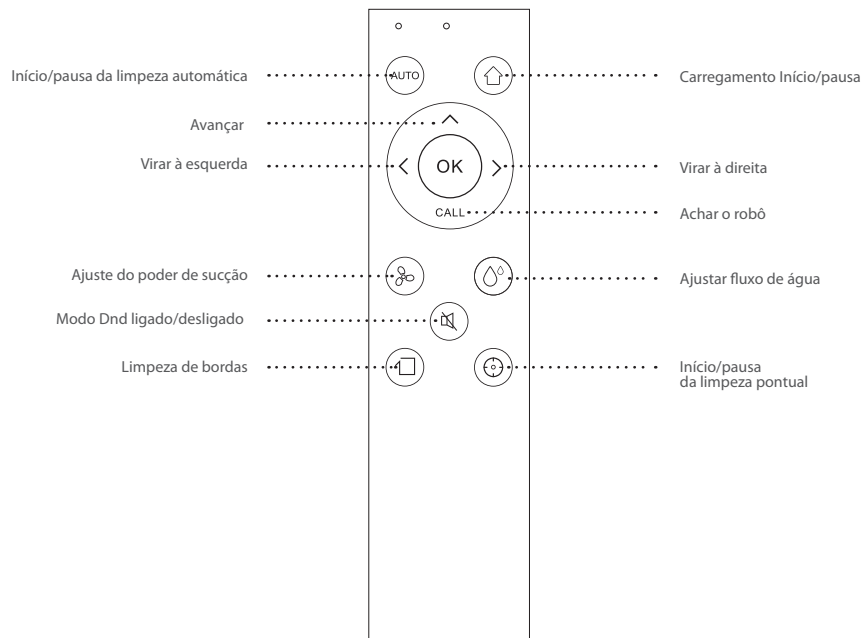 AUTO
Início/pausa da limpeza automática
Carregamento Início/pausa
Avançar
Virar à esquerda
OK
Virar à direita
CALL
Achar o robô
Ajuste do poder de sucção
Ajustar fluxo de água
Modo Dnd ligado/desligado
Limpeza de bordas
Início/pausa
da limpeza pontual